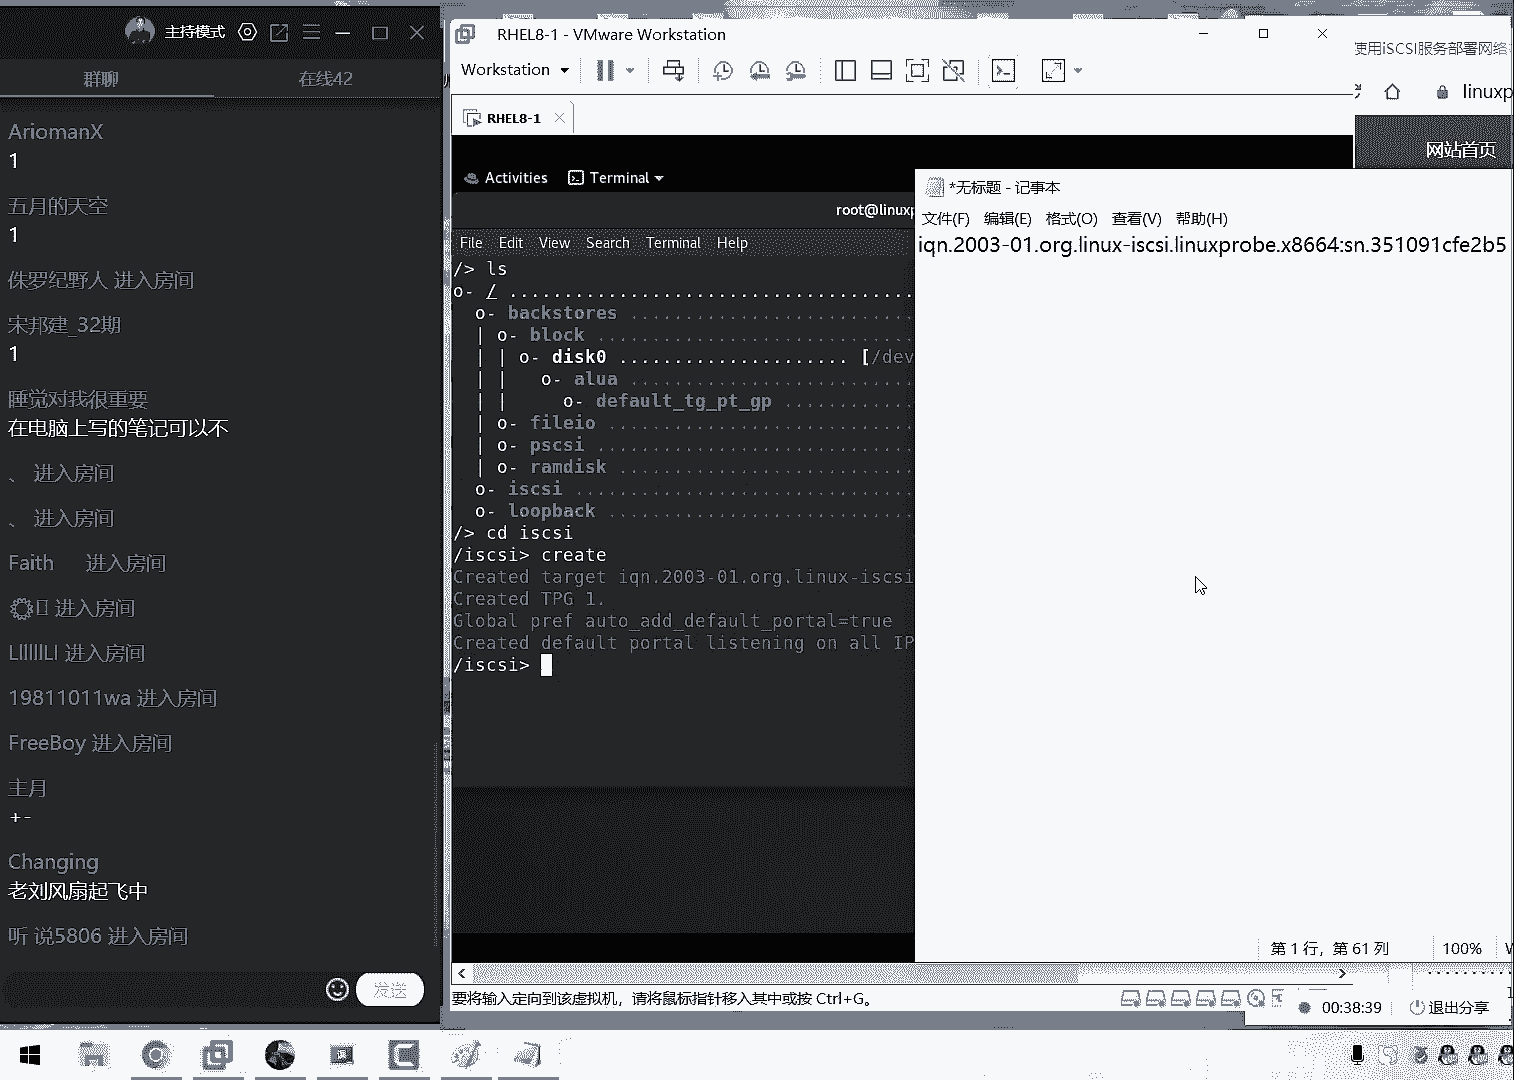 主持模式
群聊
在线42
AriomanX
1
五月的天空
1
侏罗纪野人 进入房间
宋邦建_32期
1
睡觉对我很重要
在电脑上写的笔记可以不
、 进入房间
、 进入房间
Faith 进入房间
进入房间
LlllllLl 进入房间
19811011wa 进入房间
FreeBoy 进入房间
主月
+-
Changing
老刘风扇起飞中
听 说5806 进入房间
发送
RHEL8-1 - VMware Workstation
Workstation
RHEL8-1
Activities
Terminal
root@linuxp
File Edit View Search Terminal Help
/> ls
o- / ........................................
o- backstores ..........................
| o- block ..............................
| | o- disk0 ..................... [/dev
| | o- alua ...........................
| | o- default_tg_pt_gp ............
| o- fileio .............................
| o- pscsi ..............................
| o- ramdisk ...........................
o- iscsi ...............................
o- loopback .............................
/> cd iscsi
/iscsi> create
Created target iqn.2003-01.org.linux-iscsi
Created TPG 1.
Global pref auto_add_default_portal=true
Created default portal listening on all IP
/iscsi>
*无标题 - 记事本
文件(F) 编辑(E) 格式(O) 查看(V) 帮助(H)
iqn.2003-01.org.linux-iscsi.linuxprobe.x8664:sn.351091cfe2b5
第 1 行，第 61 列
100%
使用iSCSI服务部署网络
linuxp
网站首页
要将输入定向到该虚拟机，请将鼠标指针移入其中或按 Ctrl+G。
00:38:39
退出分享